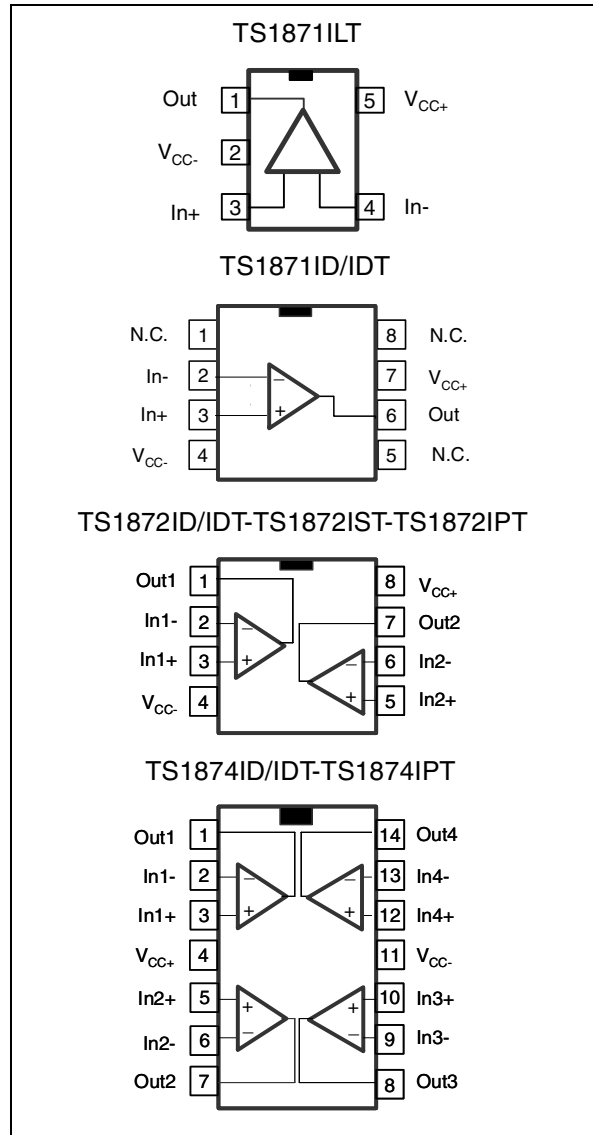 TS1871ILT
Out 1 5 VCC+
VCC- 2
In+ 3 4 In-
TS1871ID/IDT
N.C. 1 8 N.C.
In- 2 − 7 VCC+
In+ 3 + 6 Out
VCC- 4 5 N.C.
TS1872ID/IDT-TS1872IST-TS1872IPT
Out1 1 8 VCC+
In1- 2 − 7 Out2
In1+ 3 + − 6 In2-
VCC- 4 + 5 In2+
TS1874ID/IDT-TS1874IPT
Out1 1 14 Out4
In1- 2 − − 13 In4-
In1+ 3 + + 12 In4+
VCC+ 4 11 VCC-
In2+ 5 + + 10 In3+
In2- 6 − − 9 In3-
Out2 7 8 Out3